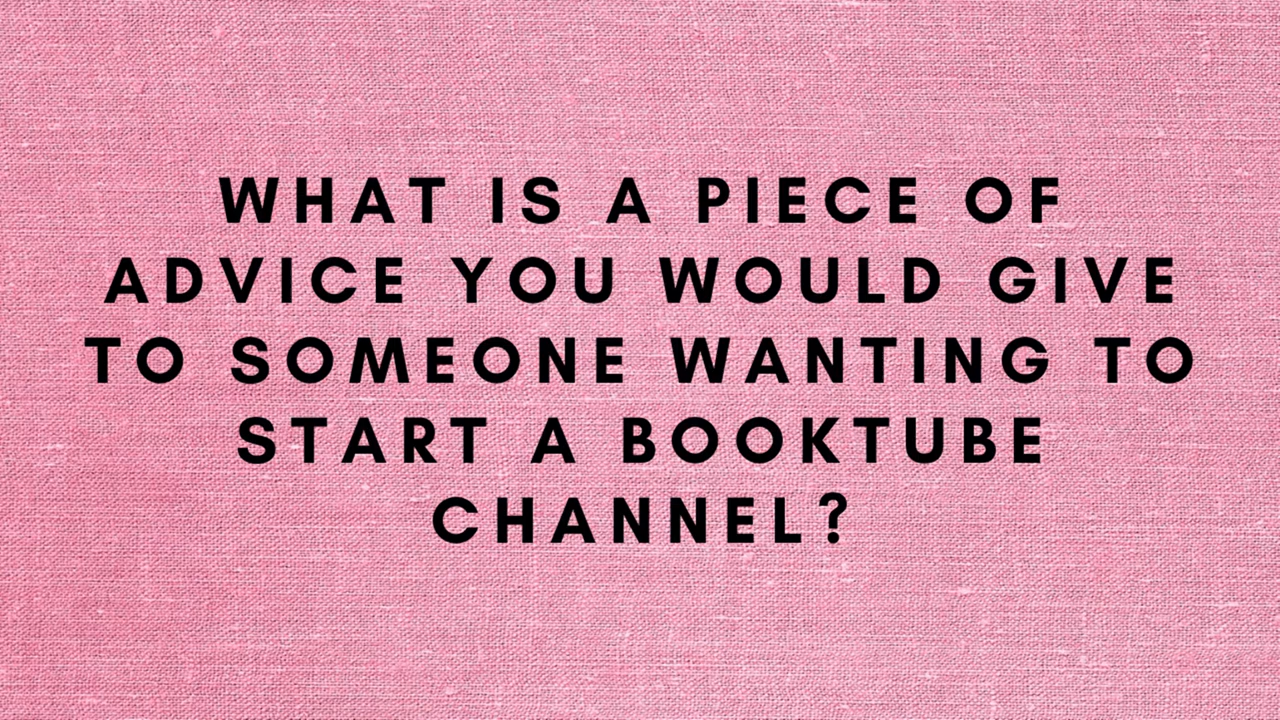 WHAT IS A PIECE OF
ADVICE YOU WOULD GIVE
TO SOMEONE WANTING TO
START A BOOKTUBE
CHANNEL?